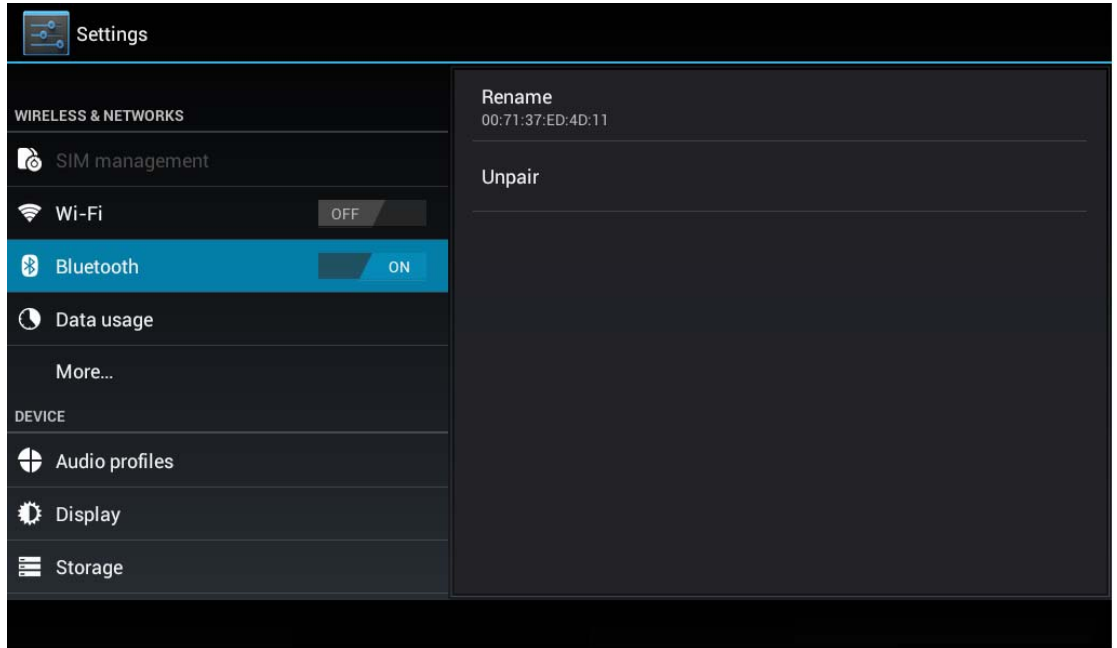 Settings
WIRELESS & NETWORKS
SIM management
Wi-Fi
OFF
Bluetooth
ON
Data usage
More...
DEVICE
Audio profiles
Display
Storage
Rename
00:71:37:ED:4D:11
Unpair